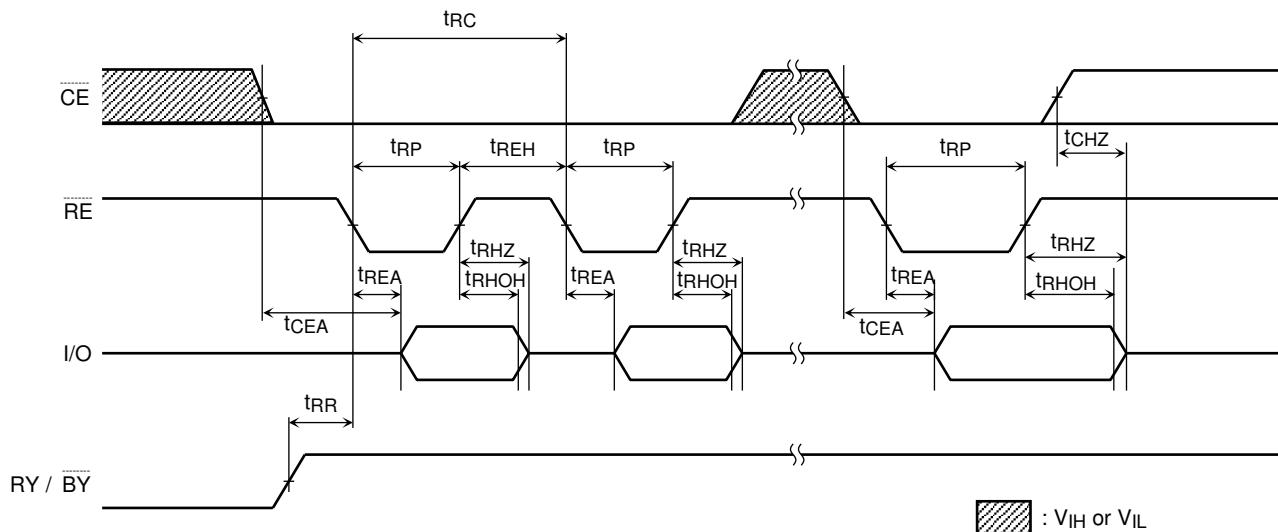 tRC
CE
tCHZ
tRP tREH tRP tRP
RE
tRHZ tRHZ tRHZ
tREA tRHOH tREA tRHOH tREA tRHOH
tCEA tCEA
I/O
tRR
RY / BY
: VIH or VIL